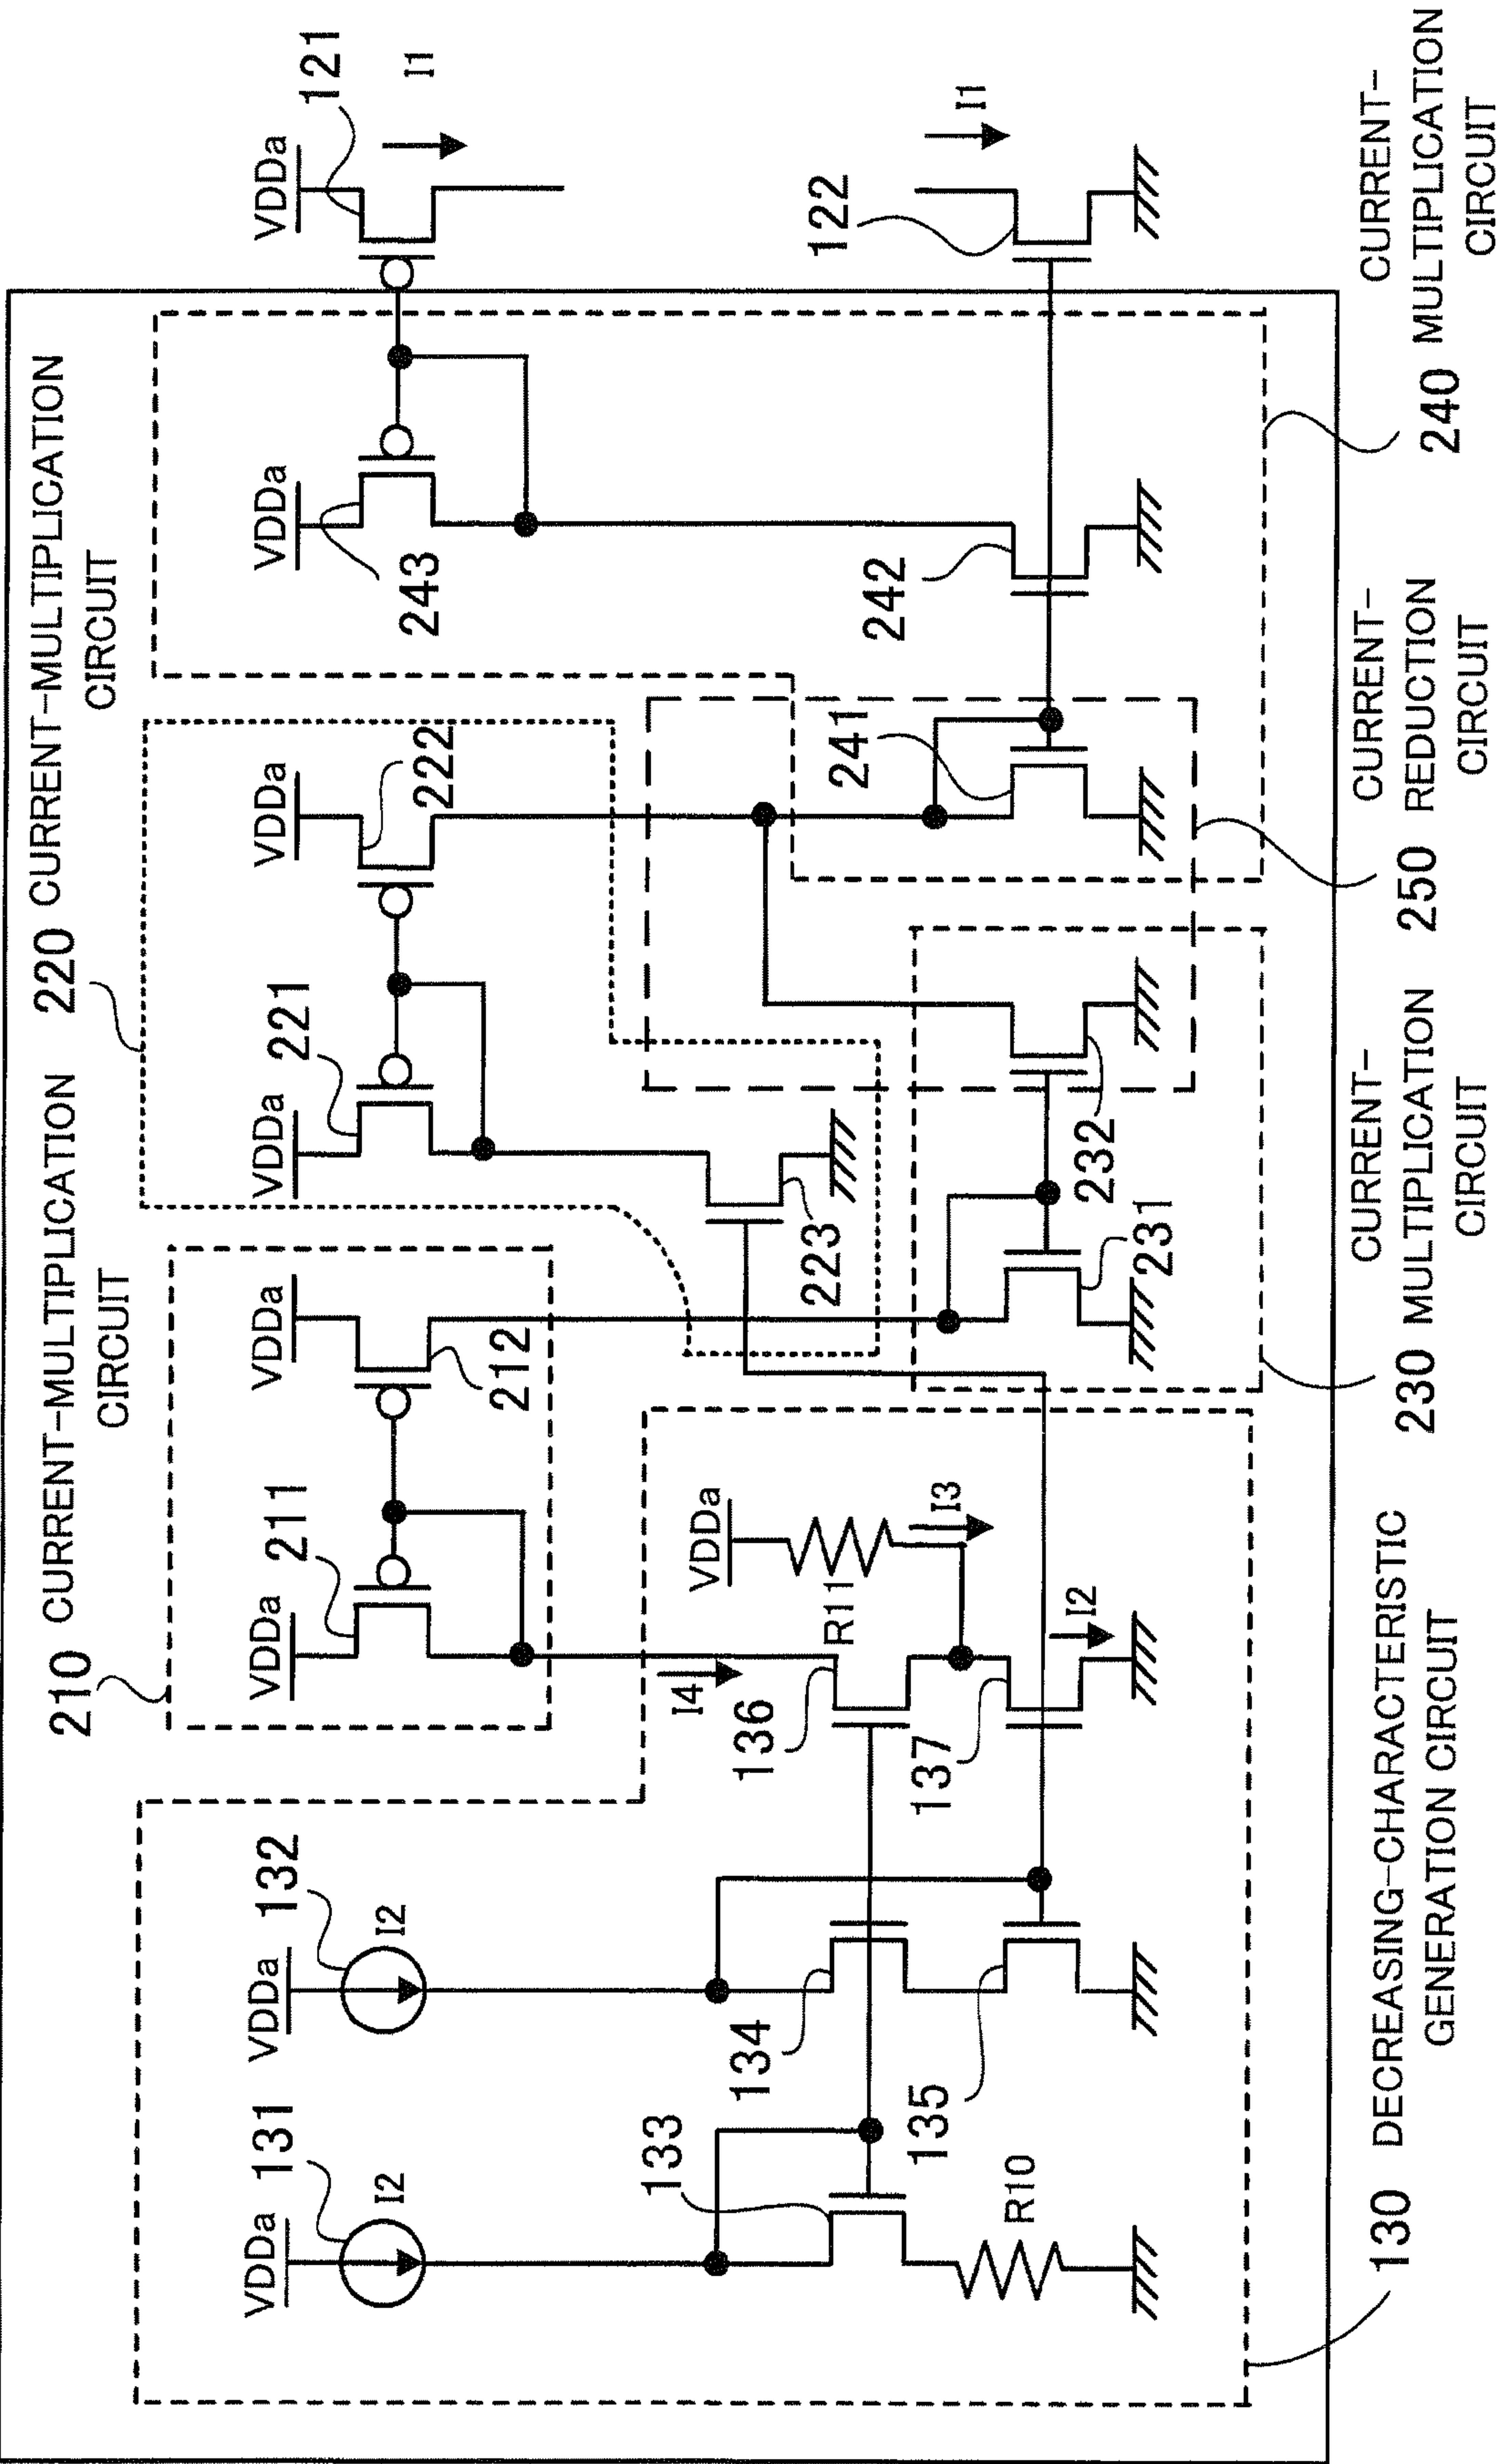 210 CURRENT-MULTIPLICATION
CIRCUIT
220 CURRENT-MULTIPLICATION
CIRCUIT
VDDa
131
I2
VDDa
132
I2
VDDa
211
VDDa
212
VDDa
221
VDDa
222
VDDa
243
VDDa
121
I1
133
R10
134
135
I4
136
137
R11
VDDa
I3
I2
223
231
232
241
242
122
I1
130 DECREASING-CHARACTERISTIC
GENERATION CIRCUIT
CURRENT-
230 MULTIPLICATION
CIRCUIT
CURRENT-
250 REDUCTION
CIRCUIT
CURRENT-
240 MULTIPLICATION
CIRCUIT